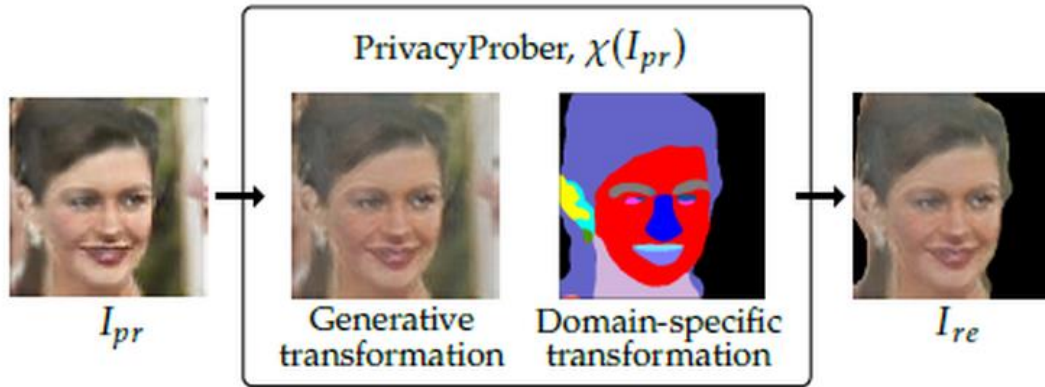 PrivacyProber, χ(I_pr)
I_pr
Generative
transformation
Domain-specific
transformation
I_re